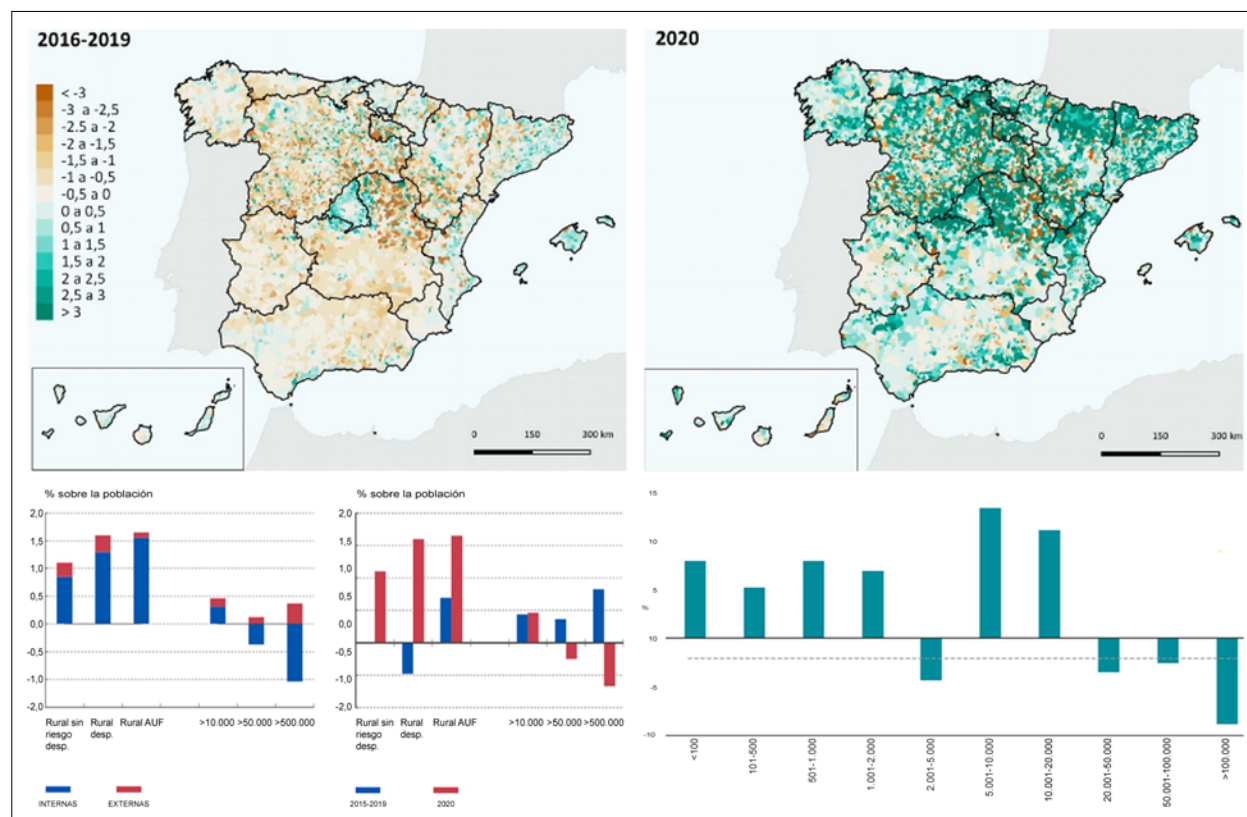 2016-2019
< -3
-3 a -2,5
-2.5 a -2
-2 a -1,5
-1,5 a -1
-1 a -0,5
-0,5 a 0
0 a 0,5
0,5 a 1
1 a 1,5
1,5 a 2
2 a 2,5
2,5 a 3
> 3
0 150 300 km
2020
0 150 300 km
% sobre la población
2,0
1,5
1,0
0,5
0,0
-0,5
-1,0
-2,0
Rural sin riesgo desp.
Rural desp.
Rural AUF
>10.000
>50.000
>500.000
INTERNAS
EXTERNAS
% sobre la población
2,0
1,5
1,0
0,5
0,0
-0,5
-1,0
-2,0
Rural sin riesgo desp.
Rural desp.
Rural AUF
>10.000
>50.000
>500.000
2015-2019
2020
15
10
5
%
10
-5
-10
<100
101-500
501-1.000
1.001-2.000
2.001-5.000
5.001-10.000
10.001-20.000
20.001-50.000
50.001-100.000
>100.000